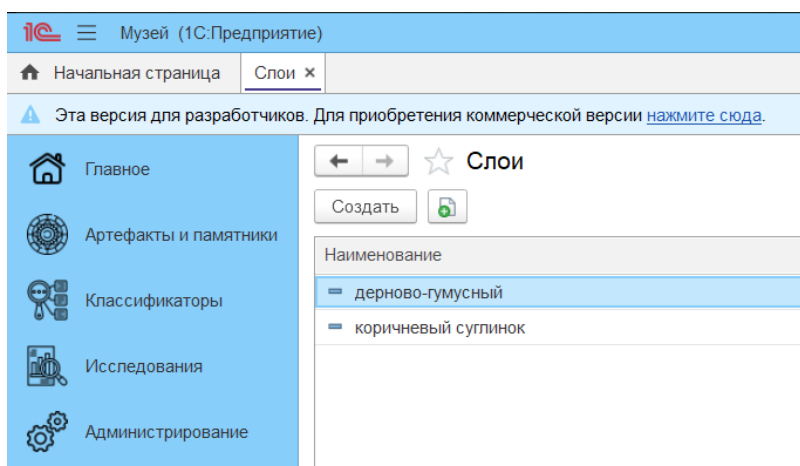 1С Музей (1С:Предприятие)
Начальная страница Слои ×
Эта версия для разработчиков. Для приобретения коммерческой версии нажмите сюда.
Главное
Артефакты и памятники
Классификаторы
Исследования
Администрирование
Слои
Создать
Наименование
дерново-гумусный
коричневый суглинок